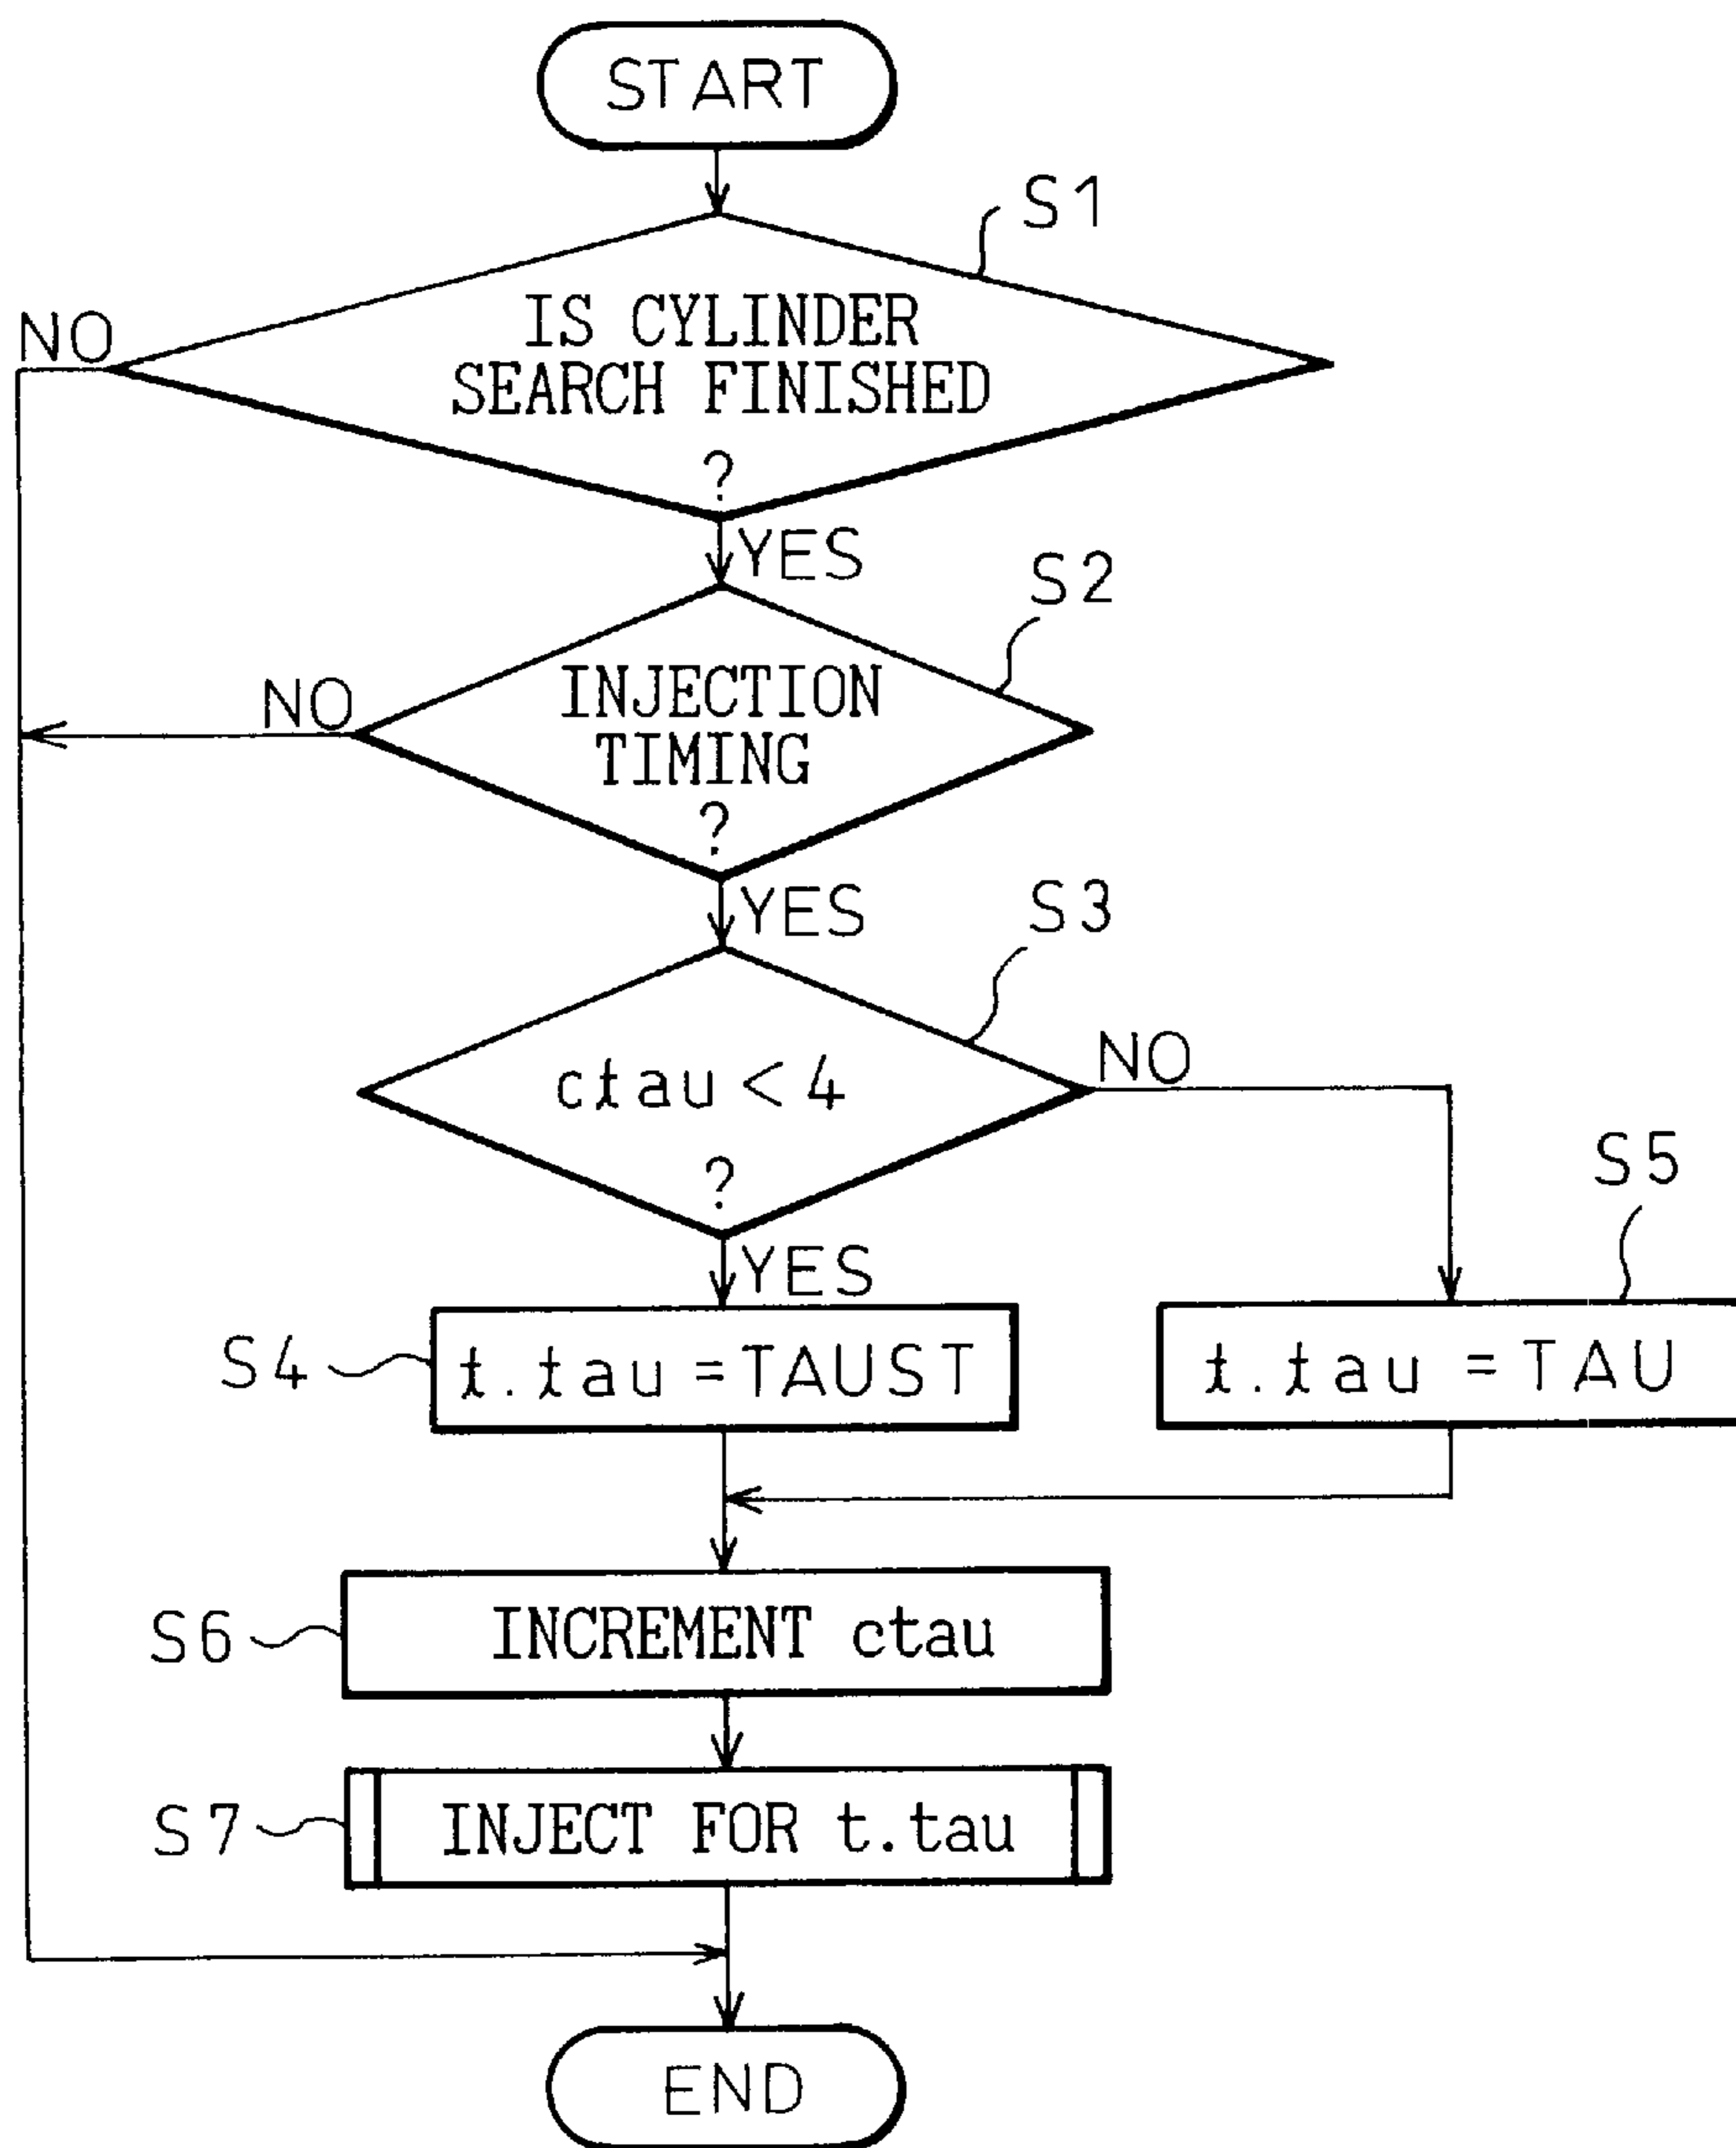 START
S1
IS CYLINDER
SEARCH FINISHED
?
NO
YES
S2
INJECTION
TIMING
?
NO
YES
S3
ctau < 4
?
NO
YES
S4
t.tau = TAUST
S5
t.tau = TAU
S6
INCREMENT ctau
S7
INJECT FOR t.tau
END